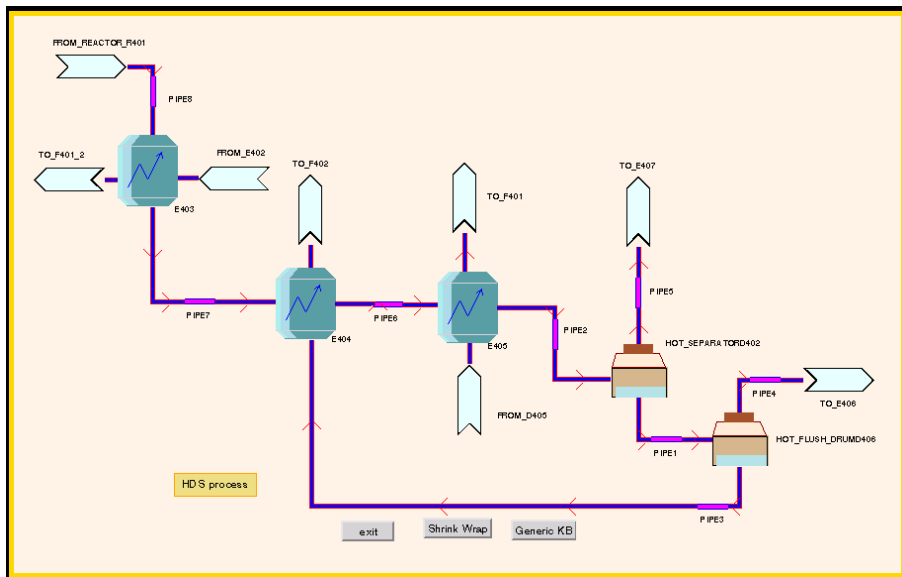 FROM_REACTOR_R401
PIPE8
TO_F401_2
FROM_E402
E403
TO_F402
TO_F401
TO_E407
PIPE7
E404
PIPE6
E405
PIPE2
PIPE5
HOT_SEPARATORD402
FROM_D405
PIPE4
TO_E406
PIPE1
HOT_FLUSH_DRUMD406
HDS process
PIPE3
exit
Shrink Wrap
Generic KB